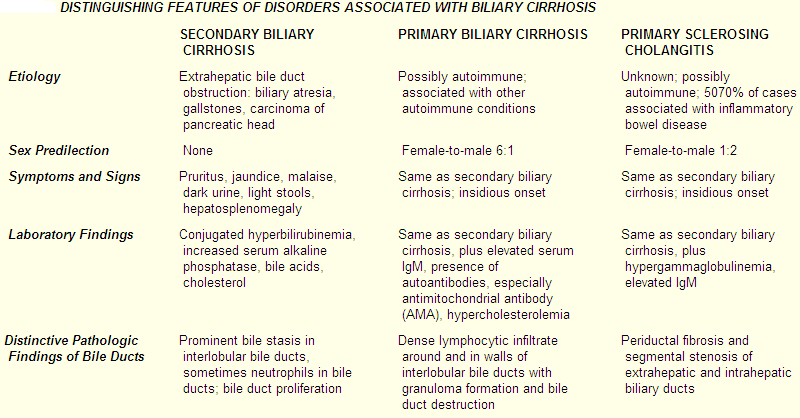 DISTINGUISHING FEATURES OF DISORDERS ASSOCIATED WITH BILIARY CIRRHOSIS
SECONDARY BILIARY CIRRHOSIS
PRIMARY BILIARY CIRRHOSIS
PRIMARY SCLEROSING CHOLANGITIS
Etiology
Extrahepatic bile duct
obstruction: biliary atresia,
gallstones, carcinoma of
pancreatic head
Possibly autoimmune;
associated with other
autoimmune conditions
Unknown; possibly
autoimmune; 5070% of cases
associated with inflammatory
bowel disease
Sex Predilection
None
Female-to-male 6:1
Female-to-male 1:2
Symptoms and Signs
Pruritus, jaundice, malaise,
dark urine, light stools,
hepatosplenomegaly
Same as secondary biliary
cirrhosis; insidious onset
Same as secondary biliary
cirrhosis; insidious onset
Laboratory Findings
Conjugated hyperbilirubinemia,
increased serum alkaline
phosphatase, bile acids,
cholesterol
Same as secondary biliary
cirrhosis, plus elevated serum
IgM, presence of
autoantibodies, especially
antimitochondrial antibody
(AMA), hypercholesterolemia
Same as secondary biliary
cirrhosis, plus
hypergammaglobulinemia,
elevated IgM
Distinctive Pathologic
Findings of Bile Ducts
Prominent bile stasis in
interlobular bile ducts,
sometimes neutrophils in bile
ducts; bile duct proliferation
Dense lymphocytic infiltrate
around and in walls of
interlobular bile ducts with
granuloma formation and bile
duct destruction
Periductal fibrosis and
segmental stenosis of
extrahepatic and intrahepatic
biliary ducts